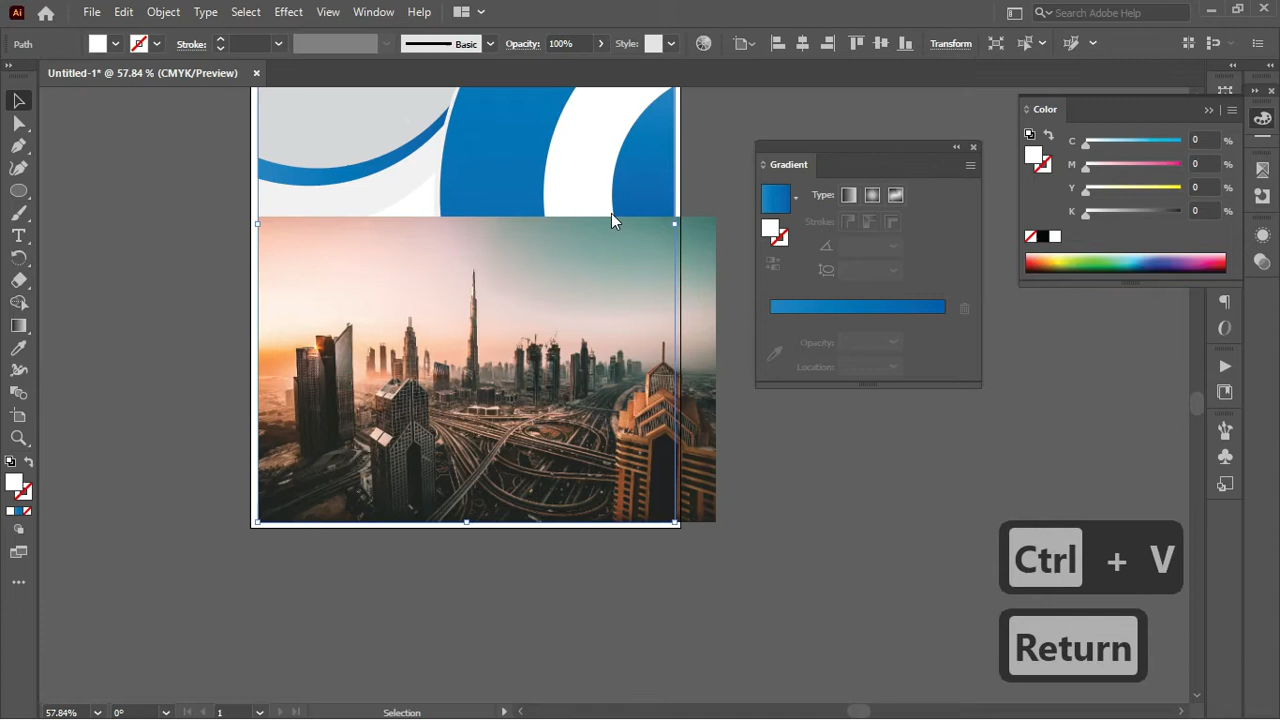 Ai File Edit Object Type Select Effect View Window Help Search Adobe Help
Path Stroke: Basic Opacity: 100% Style: Transform
Untitled-1* @ 57.84 % (CMYK/Preview)
Color
C 0 %
M 0 %
Y 0 %
K 0 %
Gradient
Type:
Stroke:
Opacity:
Location:
Ctrl + V
Return
57.84% 0° 1 Selection